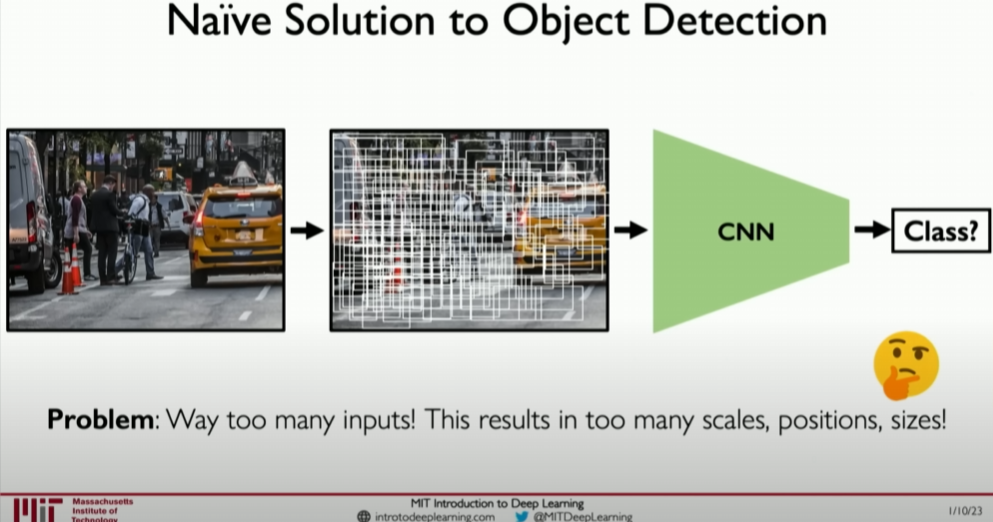 Naïve Solution to Object Detection
CNN
Class?
Problem: Way too many inputs! This results in too many scales, positions, sizes!
Massachusetts
Institute of
Technology
MIT Introduction to Deep Learning
introtodeeplearning.com @MITDeepLearning
1/10/23